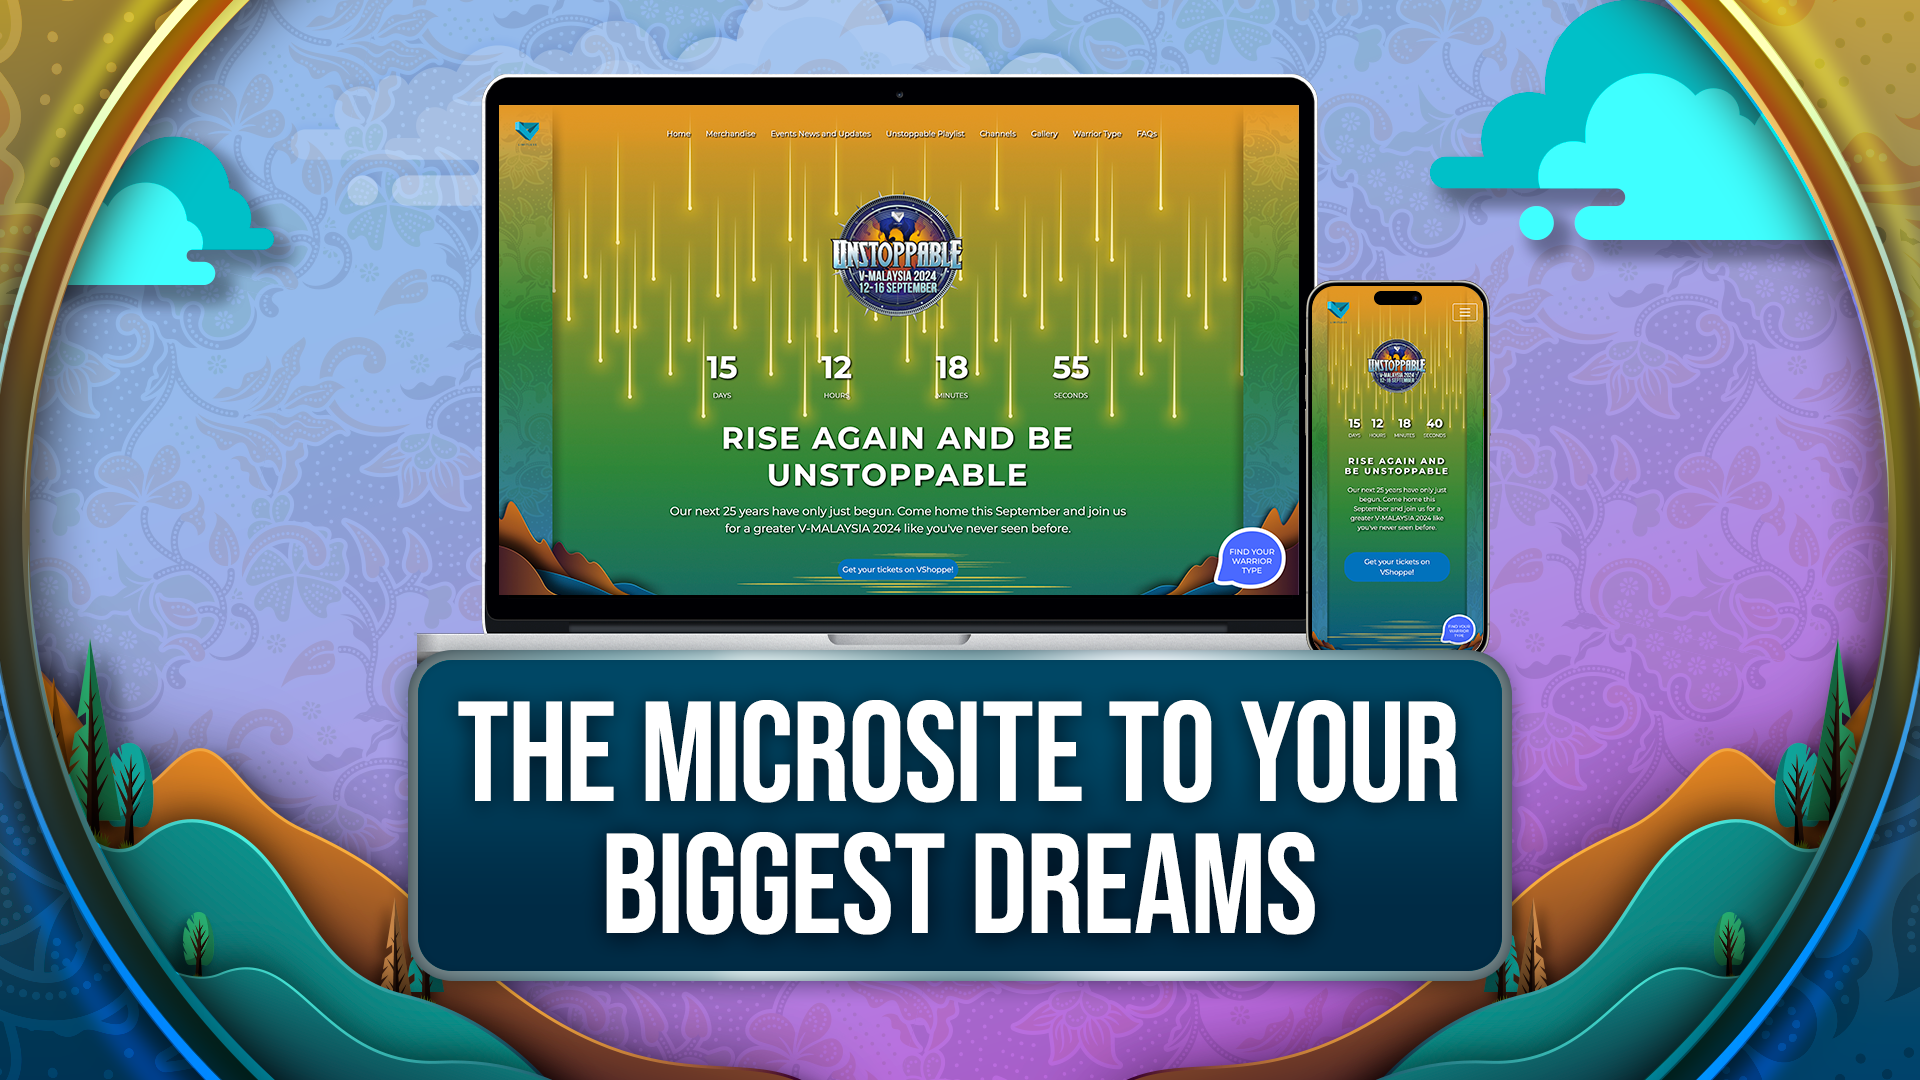 Home Merchandise Events News and Updates Unstoppable Playlist Channels Gallery Warrior Type FAQs
UNSTOPPABLE
V-MALAYSIA 2024
12-16 SEPTEMBER
15 12 18 55
DAYS HOURS MINUTES SECONDS
RISE AGAIN AND BE
UNSTOPPABLE
Our next 25 years have only just begun. Come home this September and join us
for a greater V-MALAYSIA 2024 like you've never seen before.
Get your tickets on VShoppe!
FIND YOUR
WARRIOR
TYPE
UNSTOPPABLE
V-MALAYSIA 2024
12-16 SEPTEMBER
15 12 18 40
DAYS HOURS MINUTES SECONDS
RISE AGAIN AND
BE UNSTOPPABLE
Our next 25 years have only just
begun. Come home this
September and join us for a
greater V-MALAYSIA 2024 like
you've never seen before.
Get your tickets on
VShoppe!
FIND YOUR
WARRIOR
TYPE
THE MICROSITE TO YOUR
BIGGEST DREAMS